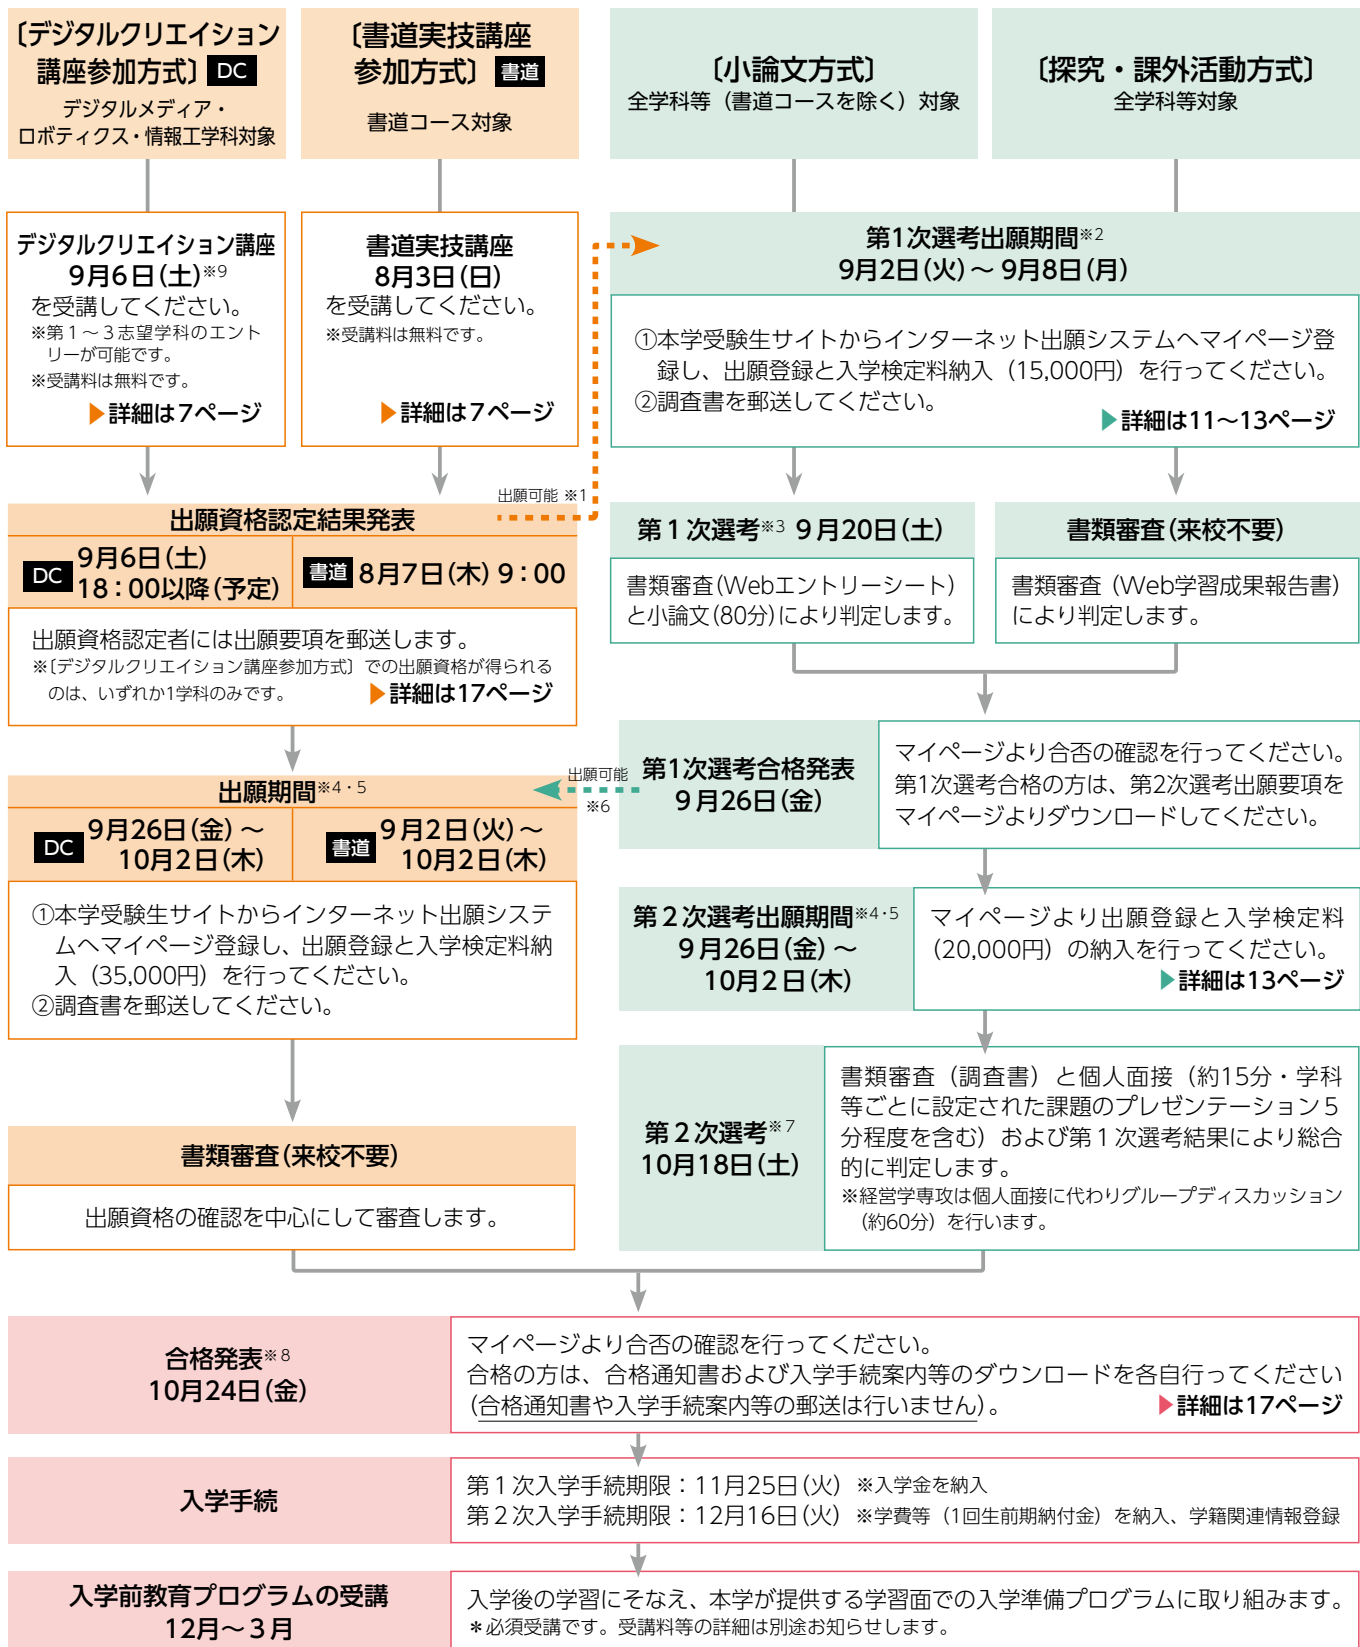 〔デジタルクリエイション
講座参加方式〕 DC
デジタルメディア・
ロボティクス・情報工学科対象
〔書道実技講座
参加方式〕 書道
書道コース対象
〔小論文方式〕
全学科等（書道コースを除く）対象
〔探究・課外活動方式〕
全学科等対象
デジタルクリエイション講座
9月6日(土)※9
を受講してください。
※第1～3志望学科のエント
リーが可能です。
※受講料は無料です。
▶詳細は7ページ
書道実技講座
8月3日(日)
を受講してください。
※受講料は無料です。
▶詳細は7ページ
第1次選考出願期間※2
9月2日(火)～9月8日(月)
①本学受験生サイトからインターネット出願システムへマイページ登
録し、出願登録と入学検定料納入（15,000円）を行ってください。
②調査書を郵送してください。
▶詳細は11～13ページ
出願可能 ※1
出願資格認定結果発表
DC 9月6日(土)
18：00以降(予定)
書道 8月7日(木) 9：00
出願資格認定者には出願要項を郵送します。
※〔デジタルクリエイション講座参加方式〕での出願資格が得られる
のは、いずれか1学科のみです。 ▶詳細は17ページ
第1次選考※3 9月20日(土)
書類審査(Webエントリーシート)
と小論文(80分)により判定します。
書類審査(来校不要)
書類審査（Web学習成果報告書）
により判定します。
第1次選考合格発表
9月26日(金)
マイページより合否の確認を行ってください。
第1次選考合格の方は、第2次選考出願要項を
マイページよりダウンロードしてください。
出願可能
※6
出願期間※4・5
DC 9月26日(金)～
10月2日(木)
書道 9月2日(火)～
10月2日(木)
①本学受験生サイトからインターネット出願システ
ムへマイページ登録し、出願登録と入学検定料納
入（35,000円）を行ってください。
②調査書を郵送してください。
第2次選考出願期間※4・5
9月26日(金)～
10月2日(木)
マイページより出願登録と入学検定料
（20,000円）の納入を行ってください。
▶詳細は13ページ
書類審査(来校不要)
出願資格の確認を中心にして審査します。
第2次選考※7
10月18日(土)
書類審査（調査書）と個人面接（約15分・学科
等ごとに設定された課題のプレゼンテーション5
分程度を含む）および第1次選考結果により総合
的に判定します。
※経営学専攻は個人面接に代わりグループディスカッション
（約60分）を行います。
合格発表※8
10月24日(金)
マイページより合否の確認を行ってください。
合格の方は、合格通知書および入学手続案内等のダウンロードを各自行ってください
（合格通知書や入学手続案内等の郵送は行いません）。 ▶詳細は17ページ
入学手続
第1次入学手続期限：11月25日(火) ※入学金を納入
第2次入学手続期限：12月16日(火) ※学費等（1回生前期納付金）を納入、学籍関連情報登録
入学前教育プログラムの受講
12月～3月
入学後の学習にそなえ、本学が提供する学習面での入学準備プログラムに取り組みます。
＊必須受講です。受講料等の詳細は別途お知らせします。